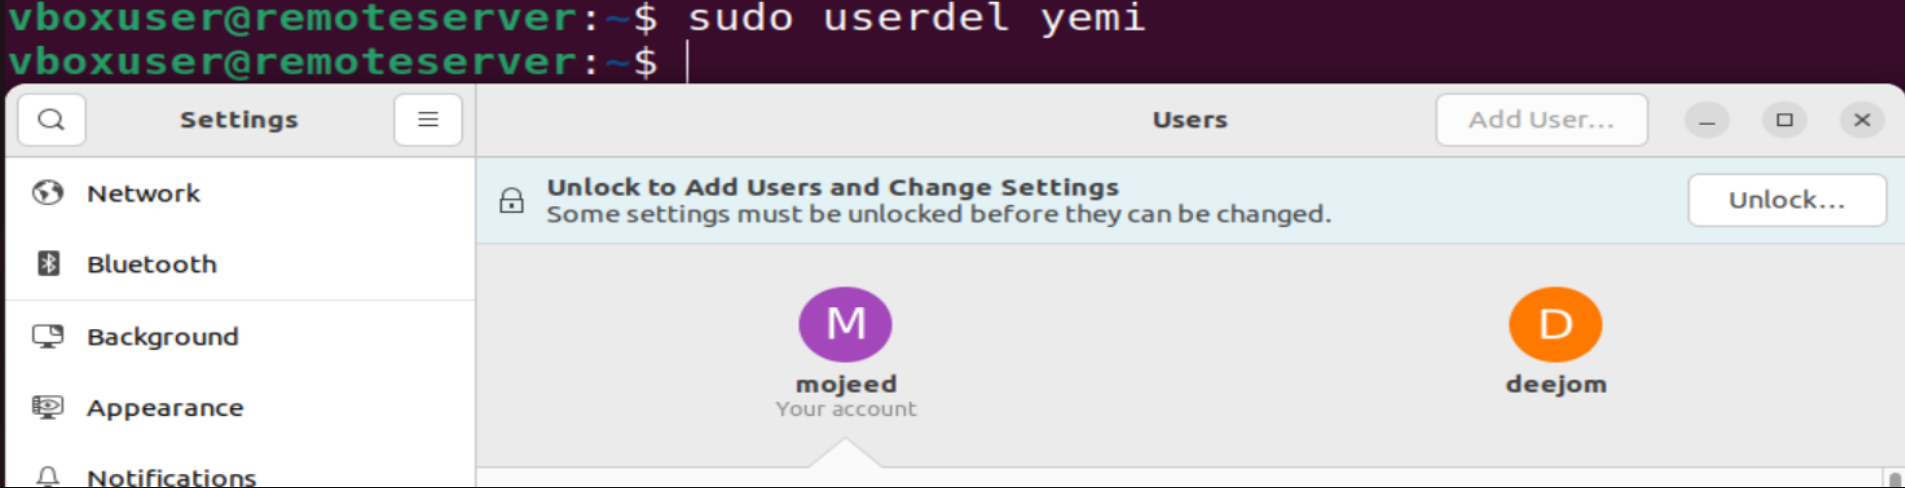 vboxuser@remoteserver:~$ sudo userdel yemi
vboxuser@remoteserver:~$
Settings
Users
Add User...
Network
Bluetooth
Background
Appearance
Notifications
Unlock to Add Users and Change Settings
Some settings must be unlocked before they can be changed.
Unlock...
M
mojeed
Your account
D
deejom